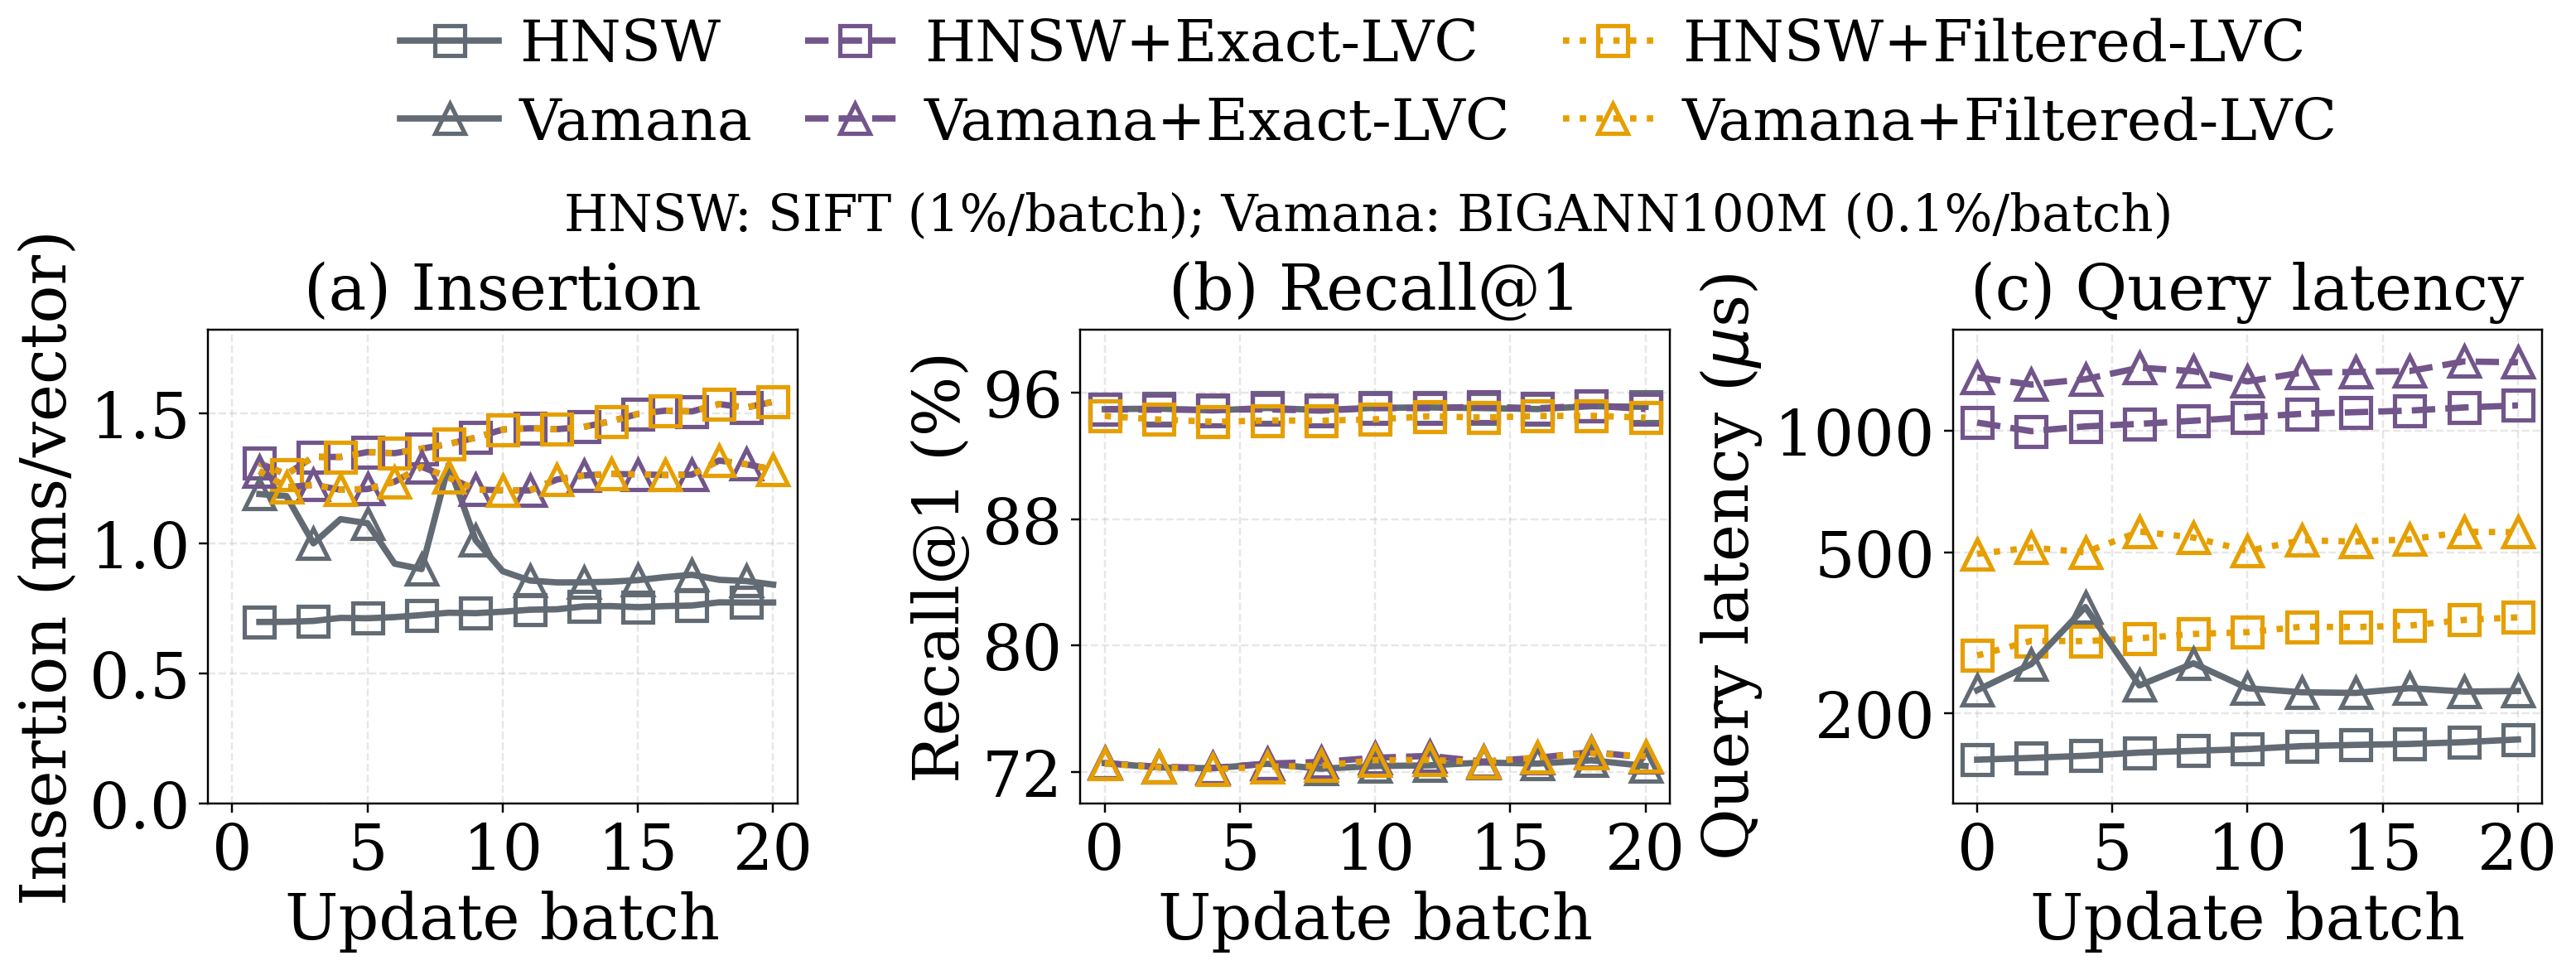 HNSW HNSW+Exact-LVC HNSW+Filtered-LVC
Vamana Vamana+Exact-LVC Vamana+Filtered-LVC
HNSW: SIFT (1%/batch); Vamana: BIGANN100M (0.1%/batch)
(a) Insertion
Insertion (ms/vector)
1.5
1.0
0.5
0.0
0 5 10 15 20
Update batch
(b) Recall@1
Recall@1 (%)
96
88
80
72
0 5 10 15 20
Update batch
(c) Query latency
Query latency (μs)
1000
500
200
0 5 10 15 20
Update batch